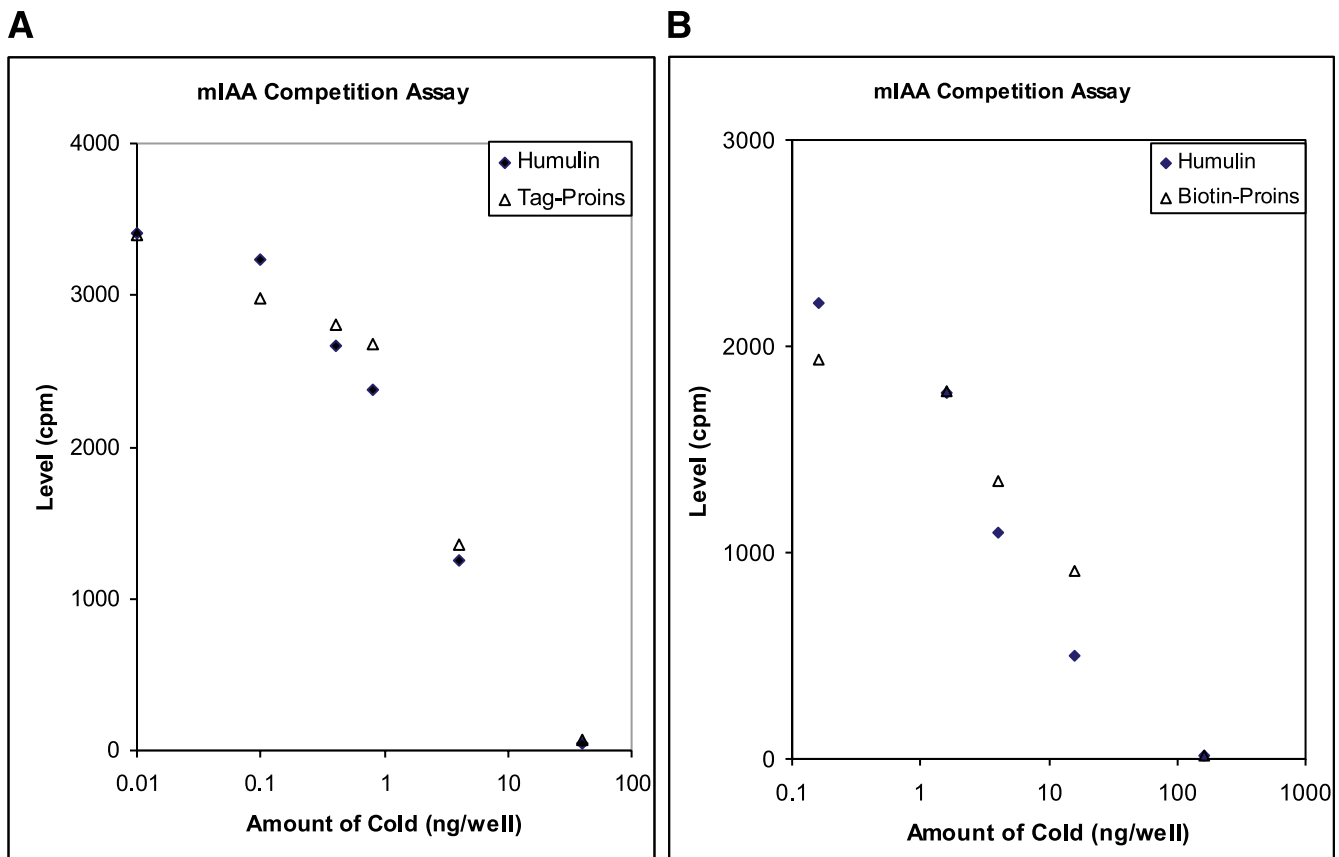 A
mIAA Competition Assay
Humulin
Tag-Proins
4000
3000
2000
1000
0
0.01
0.1
1
10
100
Level (cpm)
Amount of Cold (ng/well)
B
mIAA Competition Assay
Humulin
Biotin-Proins
3000
2000
1000
0
0.1
1
10
100
1000
Level (cpm)
Amount of Cold (ng/well)